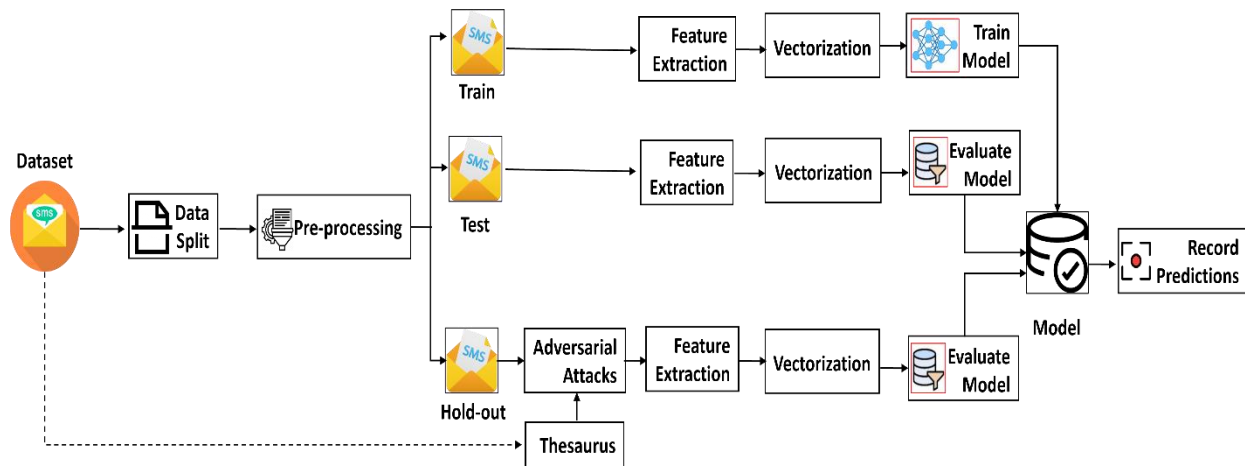 SMS
Train
Feature
Extraction
Vectorization
Train
Model
Dataset
sms
Data
Split
Pre-processing
SMS
Test
Feature
Extraction
Vectorization
Evaluate
Model
Model
Record
Predictions
SMS
Hold-out
Adversarial
Attacks
Feature
Extraction
Vectorization
Evaluate
Model
Thesaurus